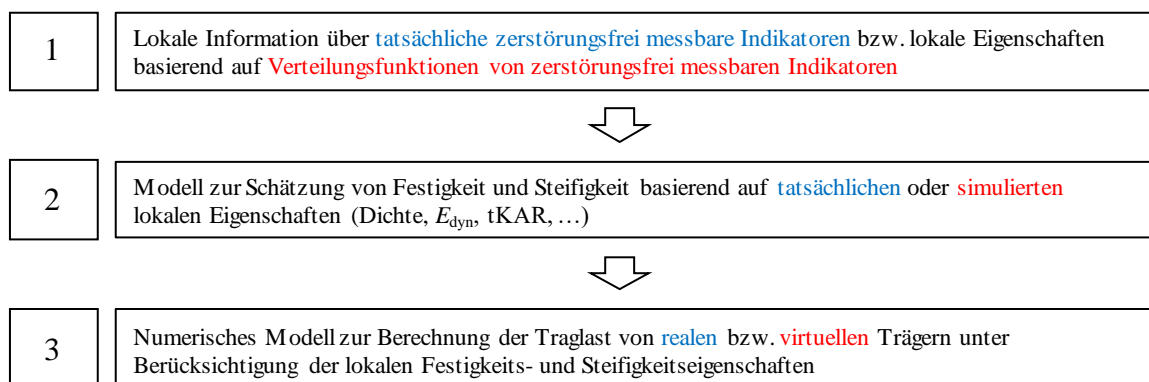 1
Lokale Information über tatsächliche zerstörungsfrei messbare Indikatoren bzw. lokale Eigenschaften
basierend auf Verteilungsfunktionen von zerstörungsfrei messbaren Indikatoren
2
Modell zur Schätzung von Festigkeit und Steifigkeit basierend auf tatsächlichen oder simulierten
lokalen Eigenschaften (Dichte, Edyn, tKAR, …)
3
Numerisches Modell zur Berechnung der Traglast von realen bzw. virtuellen Trägern unter
Berücksichtigung der lokalen Festigkeits- und Steifigkeitseigenschaften